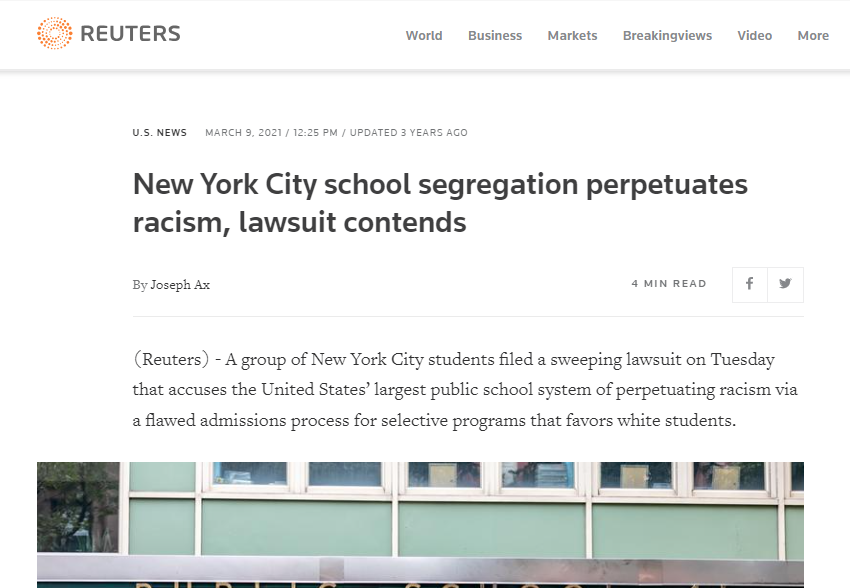 REUTERS
World Business Markets Breakingviews Video More
U.S. NEWS MARCH 9, 2021 / 12:25 PM / UPDATED 3 YEARS AGO
New York City school segregation perpetuates
racism, lawsuit contends
By Joseph Ax
4 MIN READ
(Reuters) - A group of New York City students filed a sweeping lawsuit on Tuesday
that accuses the United States’ largest public school system of perpetuating racism via
a flawed admissions process for selective programs that favors white students.